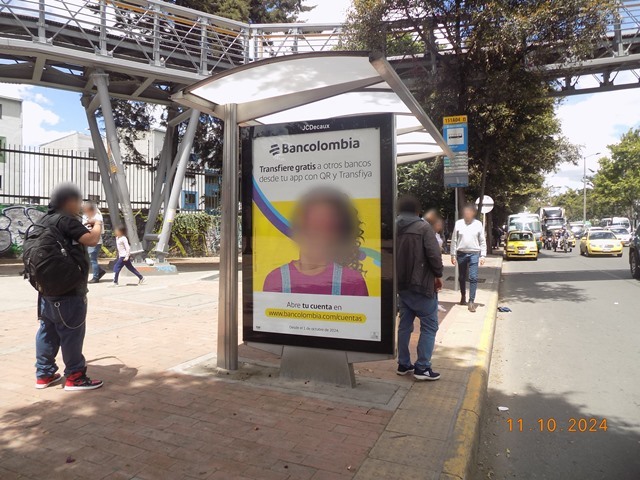 JCDecaux
Bancolombia
Transfiere gratis a otros bancos
desde tu app con QR y Transfiya
Abre tu cuenta en
www.bancolombia.com/cuentas
11.10.2024